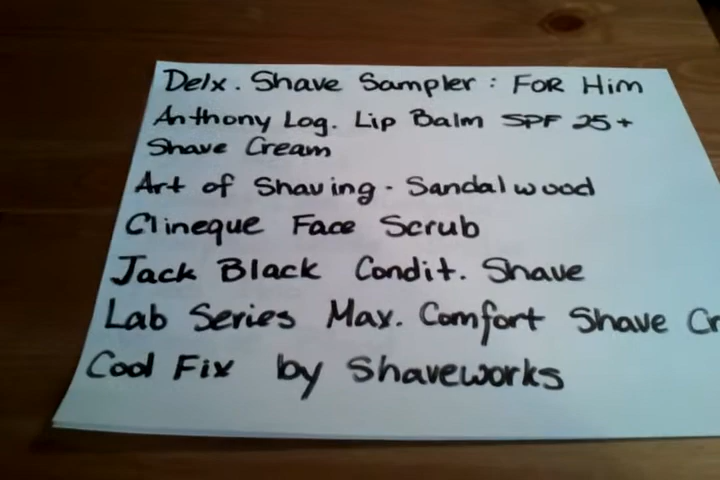 Delx. Shave Sampler: FOR Him
Anthony Log. Lip Balm SPF 25+
Shave Cream
Art of Shaving - Sandalwood
Clineque Face Scrub
Jack Black Condit. Shave
Lab Series Max. Comfort Shave Cr
Cool Fix by Shaveworks